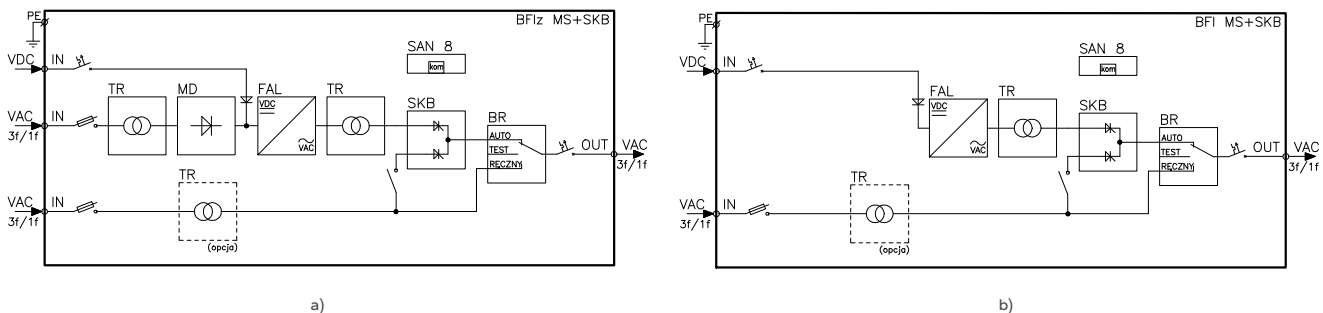 PE
BFIz MS+SKB
SAN 8
kom
VDC
IN
TR
MD
FAL
TR
VDC
VAC
SKB
BR
VAC
3f/1f
IN
AUTO
TEST
RĘCZNY
OUT
VAC
3f/1f
TR
(opcja)
VAC
3f/1f
IN
a)
PE
BFI MS+SKB
SAN 8
kom
VDC
IN
FAL
TR
VDC
VAC
SKB
BR
AUTO
TEST
RĘCZNY
OUT
VAC
3f/1f
TR
(opcja)
VAC
3f/1f
IN
b)